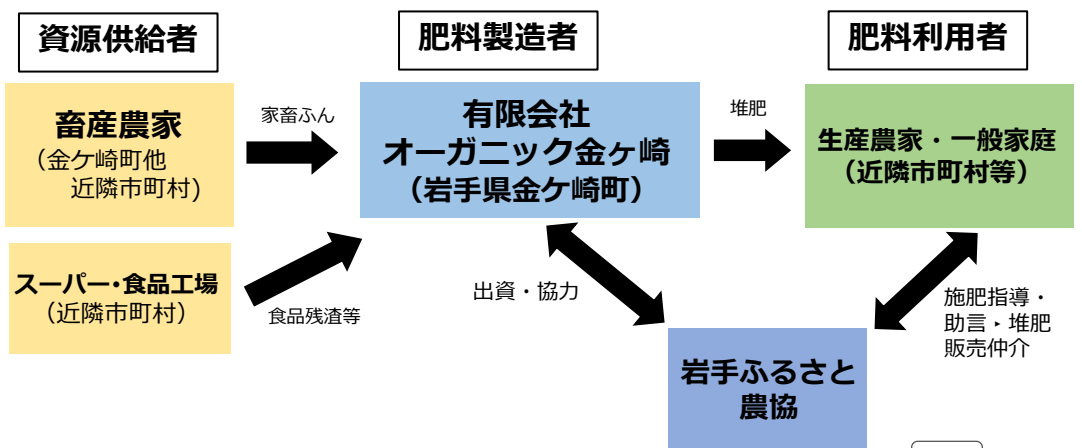 資源供給者
肥料製造者
肥料利用者
畜産農家
（金ケ崎町他
近隣市町村）
家畜ふん
有限会社
オーガニック金ヶ崎
（岩手県金ケ崎町）
堆肥
生産農家・一般家庭
（近隣市町村等）
スーパー・食品工場
（近隣市町村）
食品残渣等
出資・協力
施肥指導・
助言・堆肥
販売仲介
岩手ふるさと
農協